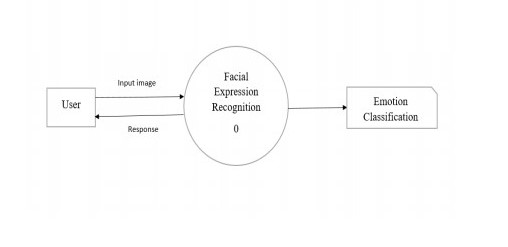 User
Input image
Response
Facial
Expression
Recognition
0
Emotion
Classification